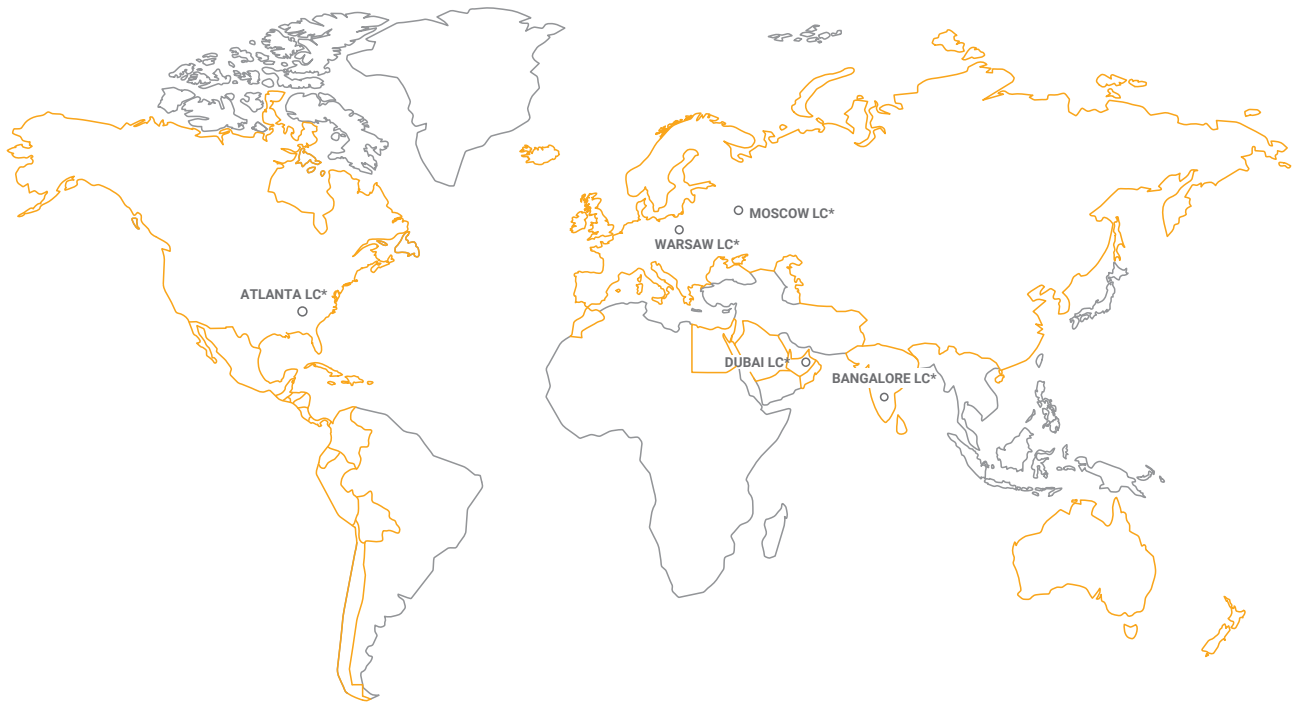 MOSCOW LC*
WARSAW LC*
ATLANTA LC*
DUBAI LC*
BANGALORE LC*